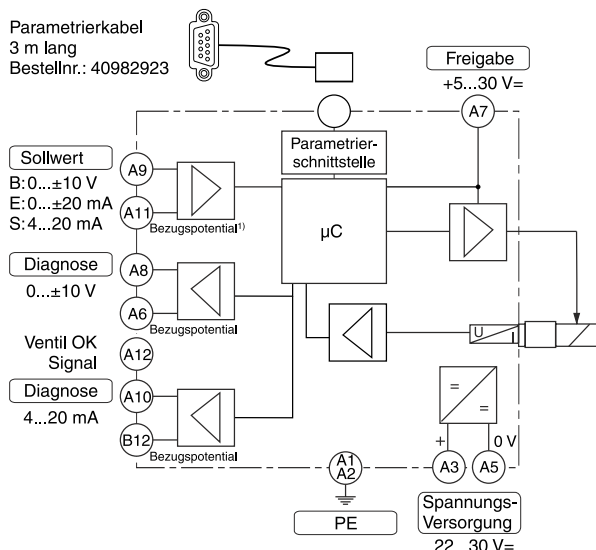 Parametrierkabel
3 m lang
Bestellnr.: 40982923
Freigabe
+5...30 V=
A7
Parametrier-
schnittstelle
Sollwert
B: 0...±10 V
E: 0...±20 mA
S: 4...20 mA
A9
A11
Bezugspotential¹⁾
µC
Diagnose
0...±10 V
A8
A6
Bezugspotential
Ventil OK
Signal
A12
U
L
Diagnose
4...20 mA
A10
B12
Bezugspotential
=
=
+
0 V
A3
A5
A1
A2
PE
Spannungs-
Versorgung
22...30 V=